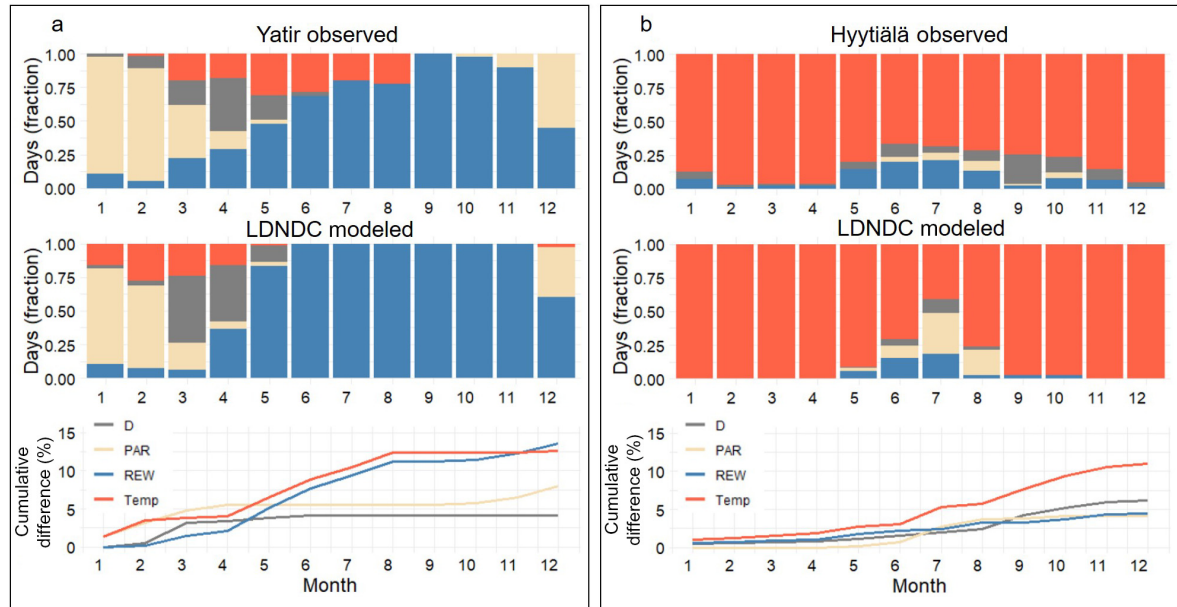 a
Yatir observed
Days (fraction)
1.00
0.75
0.50
0.25
0.00
1 2 3 4 5 6 7 8 9 10 11 12
LDNDC modeled
Days (fraction)
1.00
0.75
0.50
0.25
0.00
1 2 3 4 5 6 7 8 9 10 11 12
Cumulative
difference (%)
15
10
5
0
D
PAR
REW
Temp
1 2 3 4 5 6 7 8 9 10 11 12
Month
b
Hyytiälä observed
Days (fraction)
1.00
0.75
0.50
0.25
0.00
1 2 3 4 5 6 7 8 9 10 11 12
LDNDC modeled
Days (fraction)
1.00
0.75
0.50
0.25
0.00
1 2 3 4 5 6 7 8 9 10 11 12
Cumulative
difference (%)
15
10
5
0
D
PAR
REW
Temp
1 2 3 4 5 6 7 8 9 10 11 12
Month